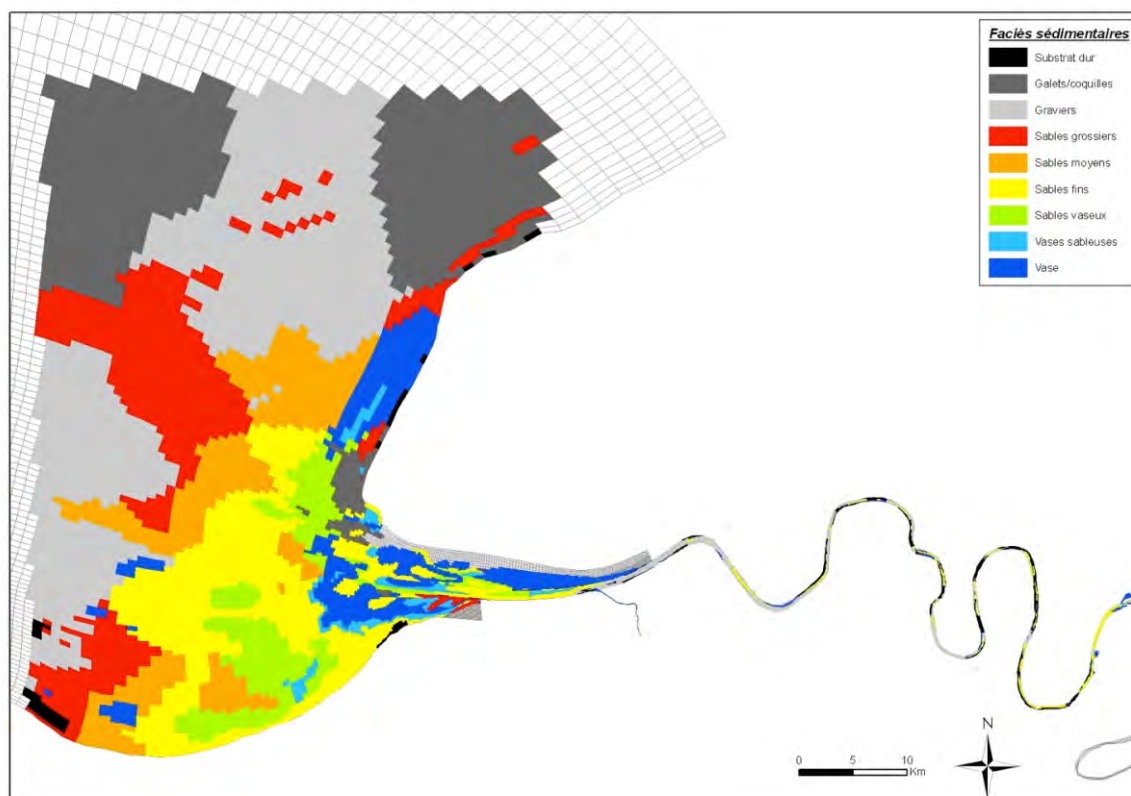 Faciès sédimentaires
Substrat dur
Galets/coquilles
Graviers
Sables grossiers
Sables moyens
Sables fins
Sables vaseux
Vases sableuses
Vase
N
0 5 10
Km